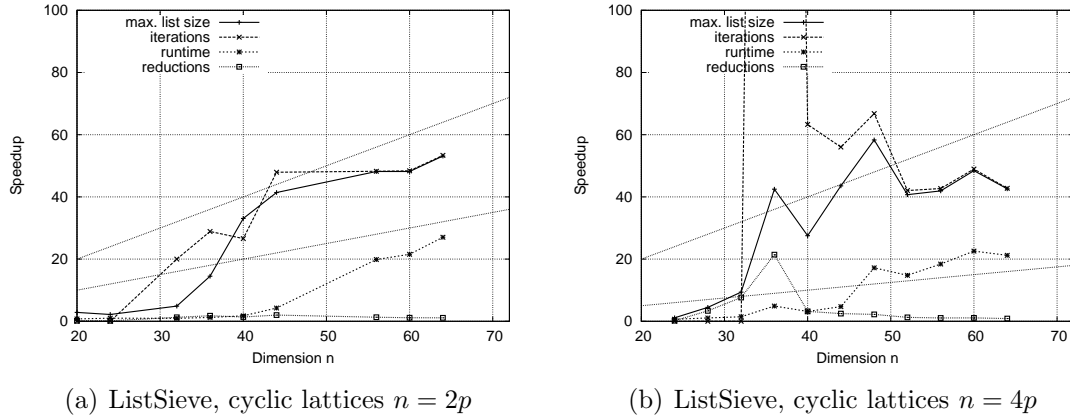 100
80
60
40
20
0
20
30
40
50
60
70
Speedup
Dimension n
max. list size
iterations
runtime
reductions
(a) ListSieve, cyclic lattices n = 2p
100
80
60
40
20
0
20
30
40
50
60
70
Speedup
Dimension n
max. list size
iterations
runtime
reductions
(b) ListSieve, cyclic lattices n = 4p